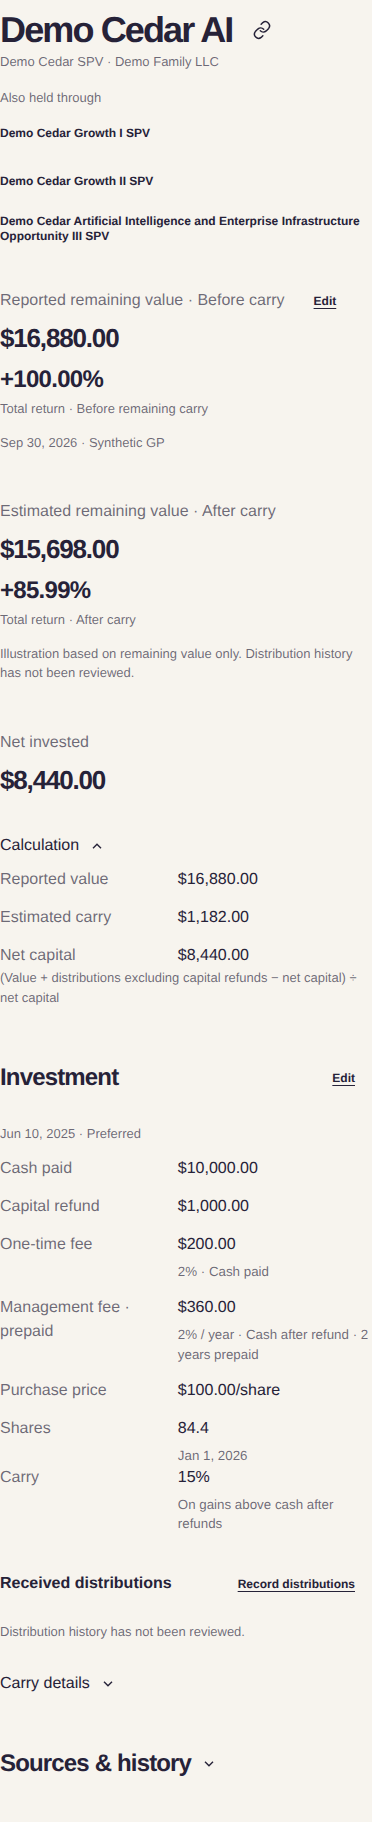 Demo Cedar AI
Demo Cedar SPV · Demo Family LLC
Also held through
Demo Cedar Growth I SPV
Demo Cedar Growth II SPV
Demo Cedar Artificial Intelligence and Enterprise Infrastructure
Opportunity III SPV
Reported remaining value · Before carry Edit
$16,880.00
+100.00%
Total return · Before remaining carry
Sep 30, 2026 · Synthetic GP
Estimated remaining value · After carry
$15,698.00
+85.99%
Total return · After carry
Illustration based on remaining value only. Distribution history
has not been reviewed.
Net invested
$8,440.00
Calculation
Reported value $16,880.00
Estimated carry $1,182.00
Net capital $8,440.00
(Value + distributions excluding capital refunds − net capital) ÷
net capital
Investment Edit
Jun 10, 2025 · Preferred
Cash paid $10,000.00
Capital refund $1,000.00
One-time fee $200.00
2% · Cash paid
Management fee · $360.00
prepaid
2% / year · Cash after refund · 2
years prepaid
Purchase price $100.00/share
Shares 84.4
Jan 1, 2026
Carry 15%
On gains above cash after
refunds
Received distributions Record distributions
Distribution history has not been reviewed.
Carry details
Sources & history